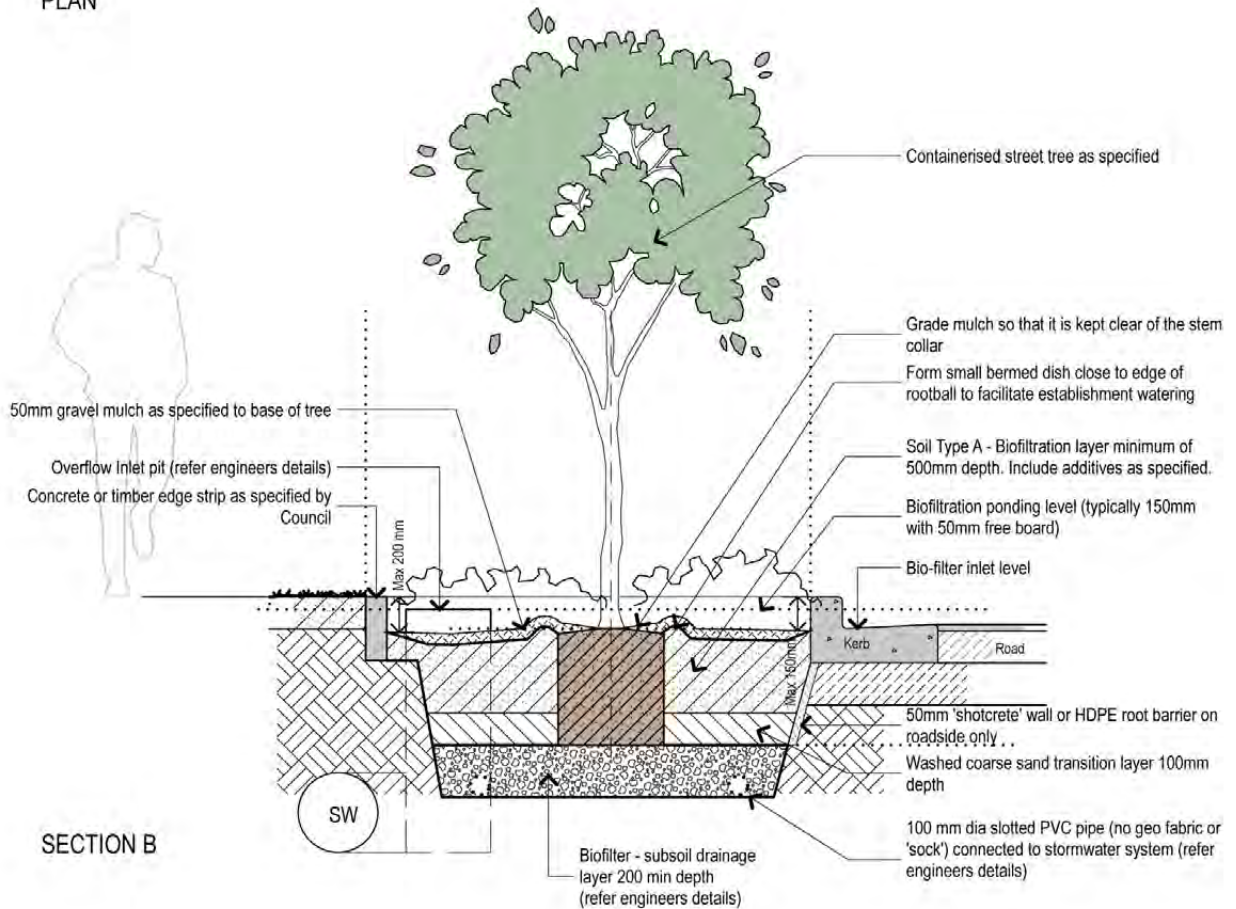 PLAN
Containerised street tree as specified
Grade mulch so that it is kept clear of the stem
collar
Form small bermed dish close to edge of
rootball to facilitate establishment watering
50mm gravel mulch as specified to base of tree
Soil Type A - Biofiltration layer minimum of
500mm depth. Include additives as specified.
Overflow Inlet pit (refer engineers details)
Concrete or timber edge strip as specified by
Council
Biofiltration ponding level (typically 150mm
with 50mm free board)
Bio-filter inlet level
Max 200 mm
Max 150mm
Kerb
Road
50mm 'shotcrete' wall or HDPE root barrier on
roadside only
Washed coarse sand transition layer 100mm
depth
SW
100 mm dia slotted PVC pipe (no geo fabric or
'sock') connected to stormwater system (refer
engineers details)
SECTION B
Biofilter - subsoil drainage
layer 200 min depth
(refer engineers details)